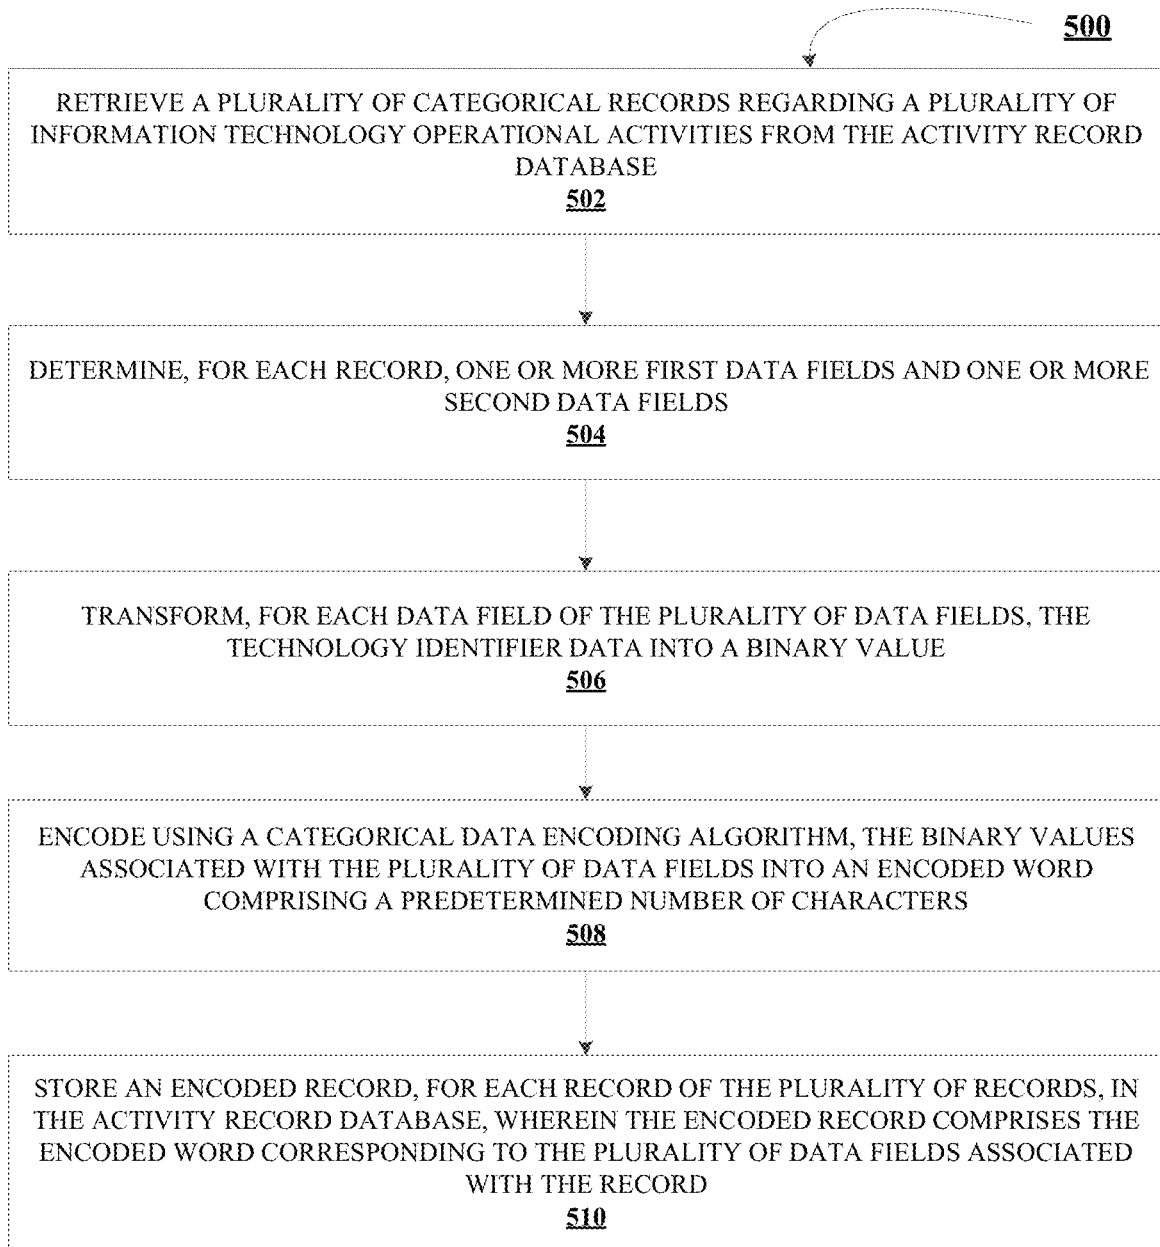 500
RETRIEVE A PLURALITY OF CATEGORICAL RECORDS REGARDING A PLURALITY OF
INFORMATION TECHNOLOGY OPERATIONAL ACTIVITIES FROM THE ACTIVITY RECORD
DATABASE
502
DETERMINE, FOR EACH RECORD, ONE OR MORE FIRST DATA FIELDS AND ONE OR MORE
SECOND DATA FIELDS
504
TRANSFORM, FOR EACH DATA FIELD OF THE PLURALITY OF DATA FIELDS, THE
TECHNOLOGY IDENTIFIER DATA INTO A BINARY VALUE
506
ENCODE USING A CATEGORICAL DATA ENCODING ALGORITHM, THE BINARY VALUES
ASSOCIATED WITH THE PLURALITY OF DATA FIELDS INTO AN ENCODED WORD
COMPRISING A PREDETERMINED NUMBER OF CHARACTERS
508
STORE AN ENCODED RECORD, FOR EACH RECORD OF THE PLURALITY OF RECORDS, IN
THE ACTIVITY RECORD DATABASE, WHEREIN THE ENCODED RECORD COMPRISES THE
ENCODED WORD CORRESPONDING TO THE PLURALITY OF DATA FIELDS ASSOCIATED
WITH THE RECORD
510